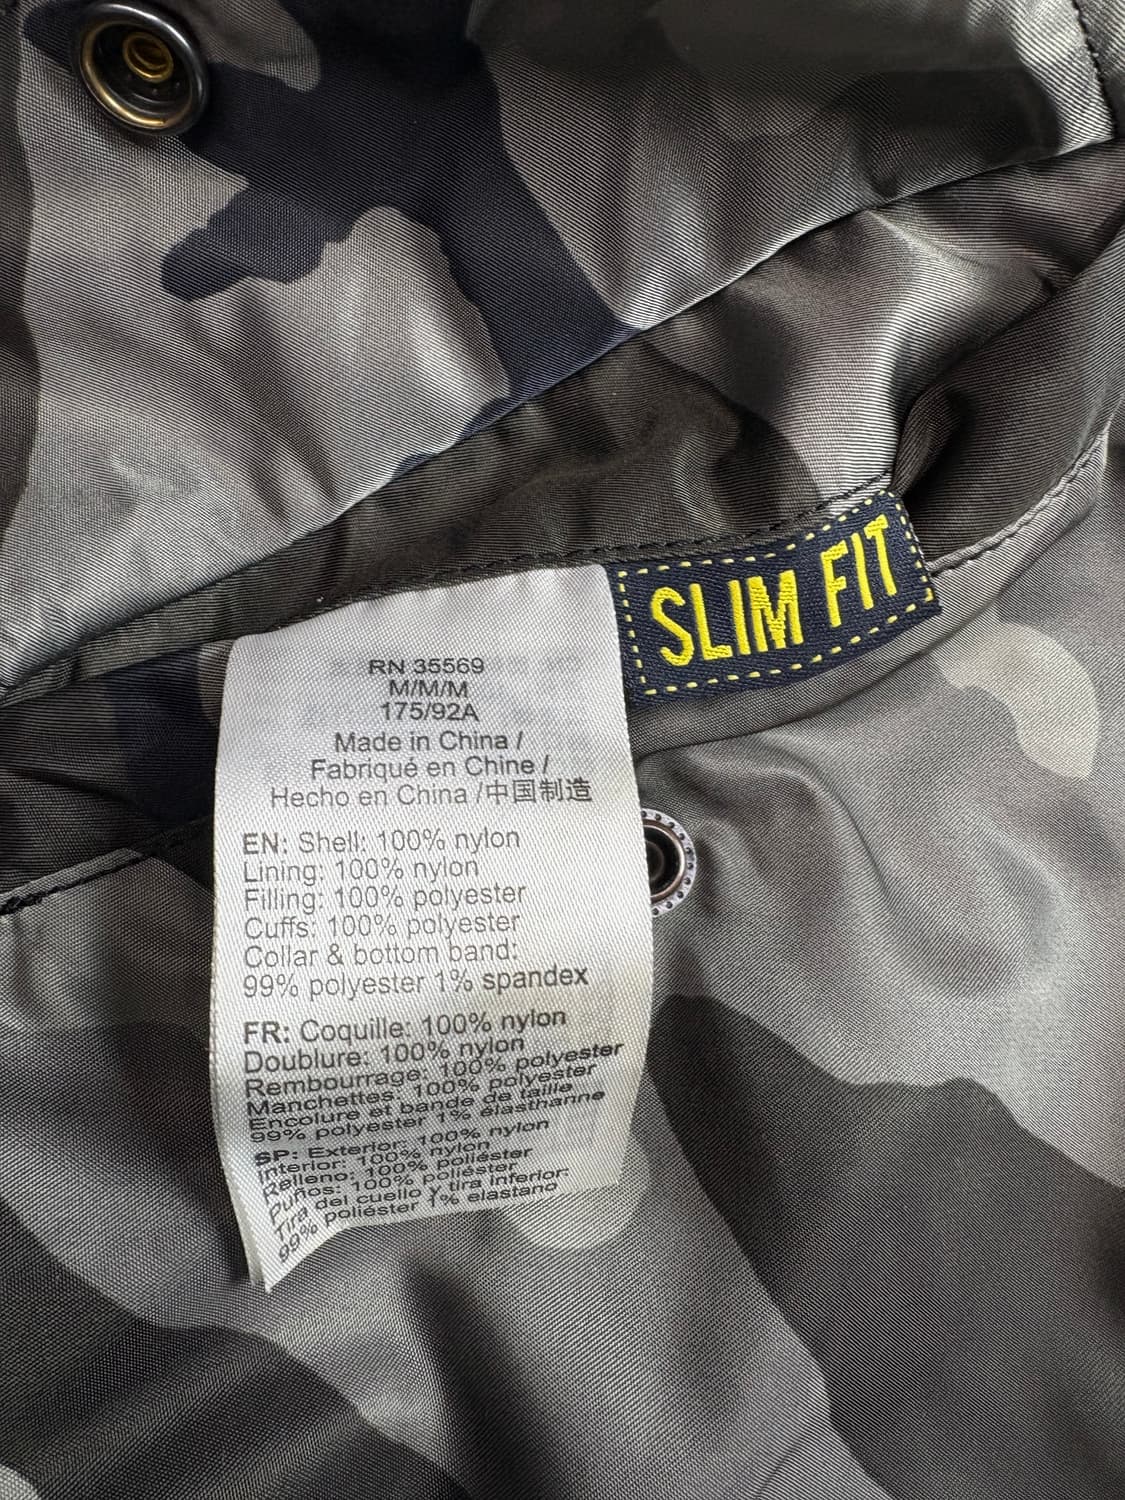 SLIM FIT
RN 35569
M/M/M
175/92A
Made in China /
Fabriqué en Chine /
Hecho en China /中国制造
EN: Shell: 100% nylon
Lining: 100% nylon
Filling: 100% polyester
Cuffs: 100% polyester
Collar & bottom band:
99% polyester 1% spandex
FR: Coquille: 100% nylon
Doublure: 100% nylon
Rembourrage: 100% polyester
Manchettes: 100% polyester
Encolure et bande de taille
99% polyester 1% élasthanne
SP: Exterior: 100% nylon
Interior: 100% nylon
Relleno: 100% poliéster
Puños: 100% poliéster
Tira del cuello y tira inferior:
99% poliéster 1% elastano